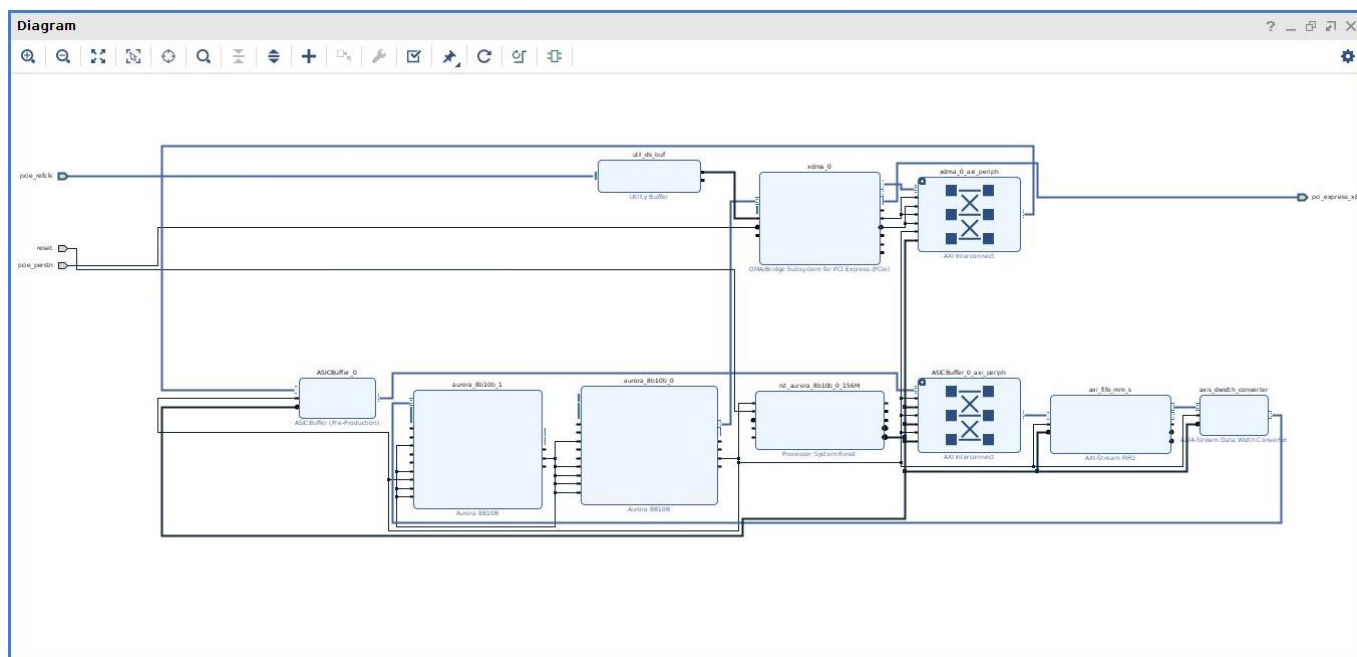 Diagram
util_ds_buf
pcie_refclk
Utility Buffer
xdma_0
DMA/Bridge Subsystem for PCI Express (PCIe)
xdma_0_axi_periph
AXI Interconnect
pci_express_x8
reset
pcie_perstn
ASICBuffer_0
ASICBuffer (Pre-Production)
aurora_8b10b_1
Aurora 8B10B
aurora_8b10b_0
Aurora 8B10B
rst_aurora_8b10b_0_156M
Processor System Reset
ASICBuffer_0_axi_periph
AXI Interconnect
axi_fifo_mm_s
AXI-Stream FIFO
axis_dwidth_converter
AXI4-Stream Data Width Converter